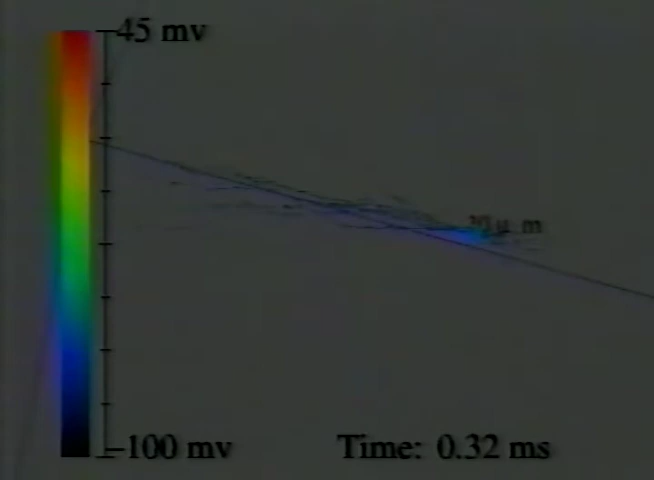 45 mv
μ m
-100 mv
Time: 0.32 ms